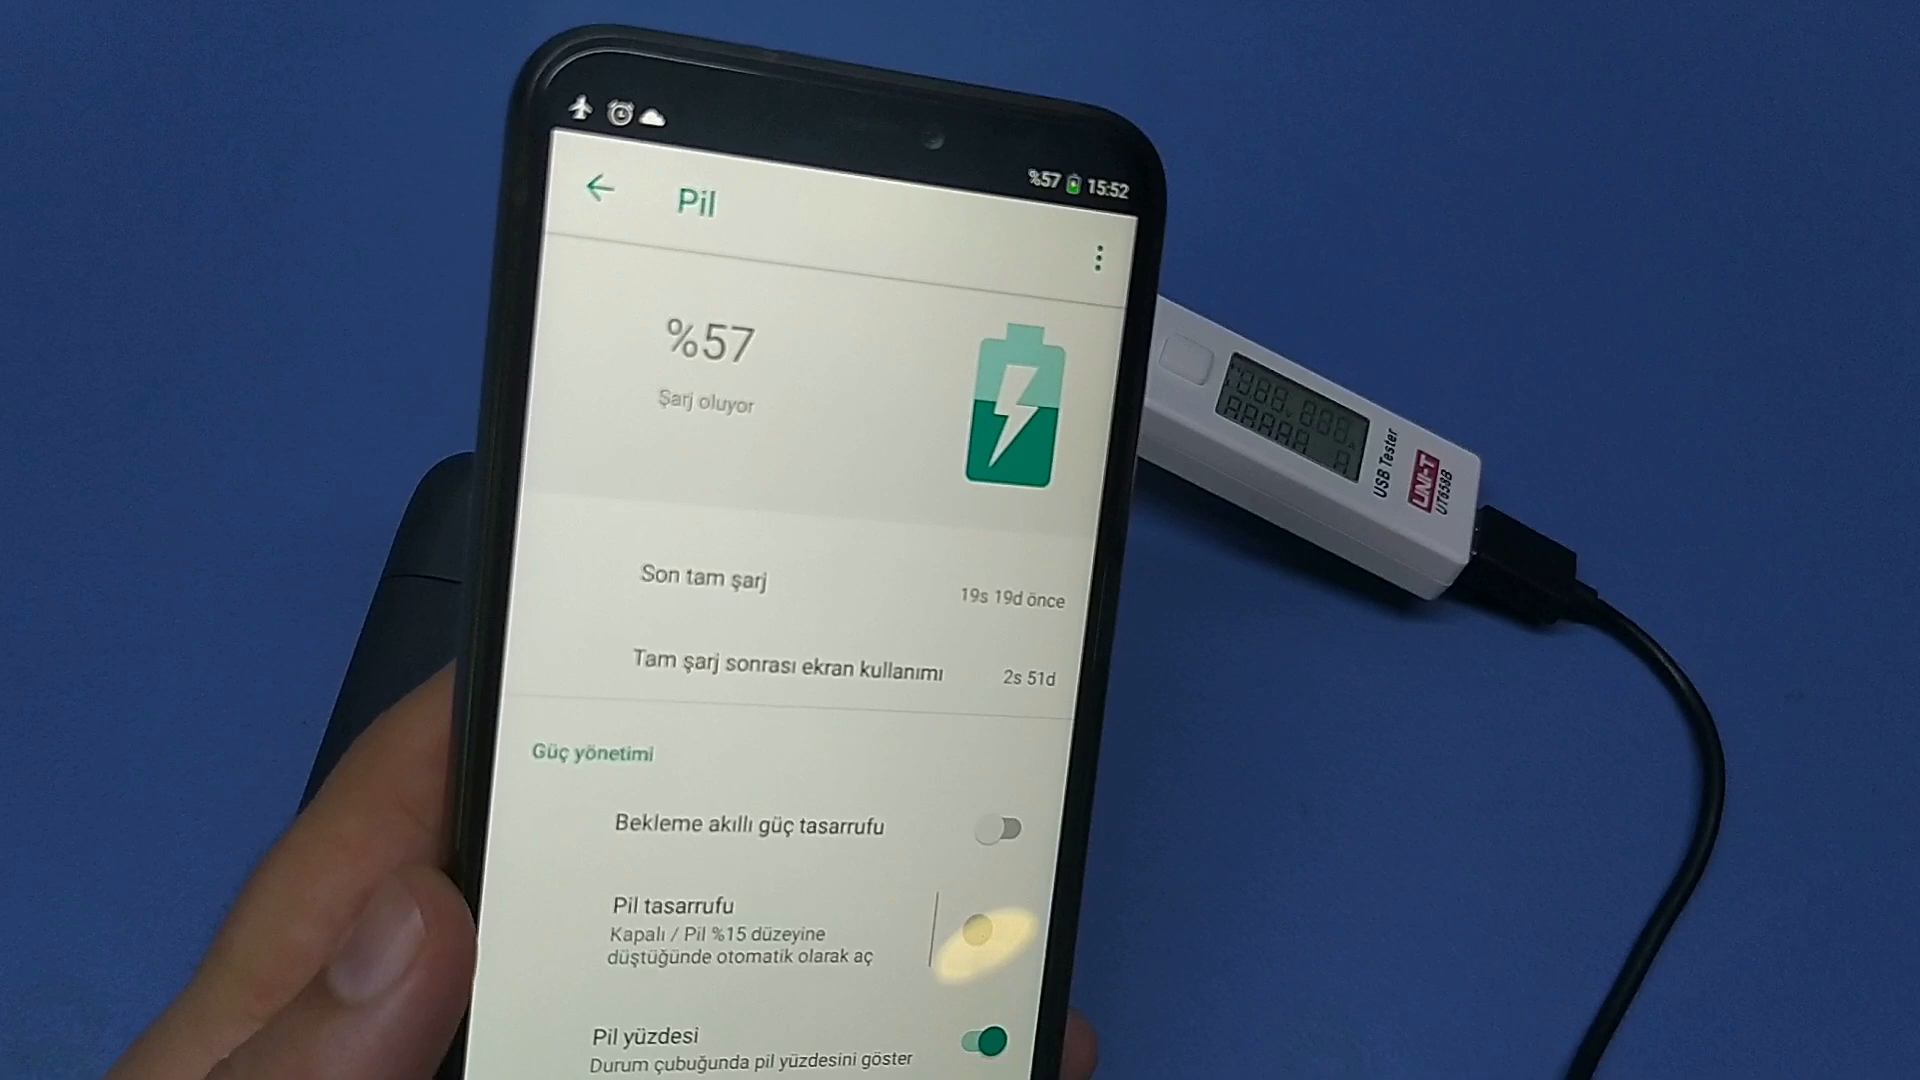 %57 15:52
Pil
%57
Şarj oluyor
Son tam şarj
19s 19d önce
Tam şarj sonrası ekran kullanımı
2s 51d
Güç yönetimi
Bekleme akıllı güç tasarrufu
Pil tasarrufu
Kapalı / Pil %15 düzeyine
düştüğünde otomatik olarak aç
Pil yüzdesi
Durum çubuğunda pil yüzdesini göster
USB Tester
UNI-T
UT658B